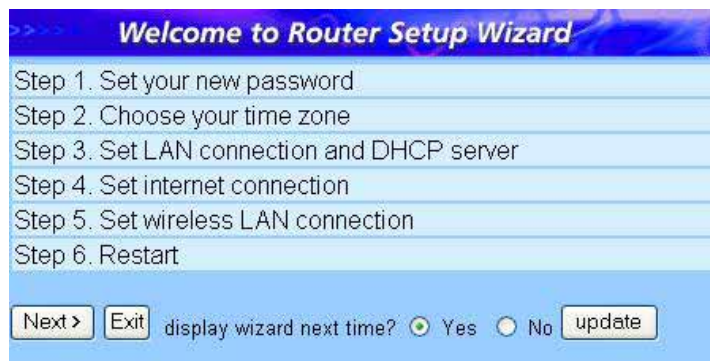 >>>>> Welcome to Router Setup Wizard
Step 1. Set your new password
Step 2. Choose your time zone
Step 3. Set LAN connection and DHCP server
Step 4. Set internet connection
Step 5. Set wireless LAN connection
Step 6. Restart
Next > Exit display wizard next time? Yes No update